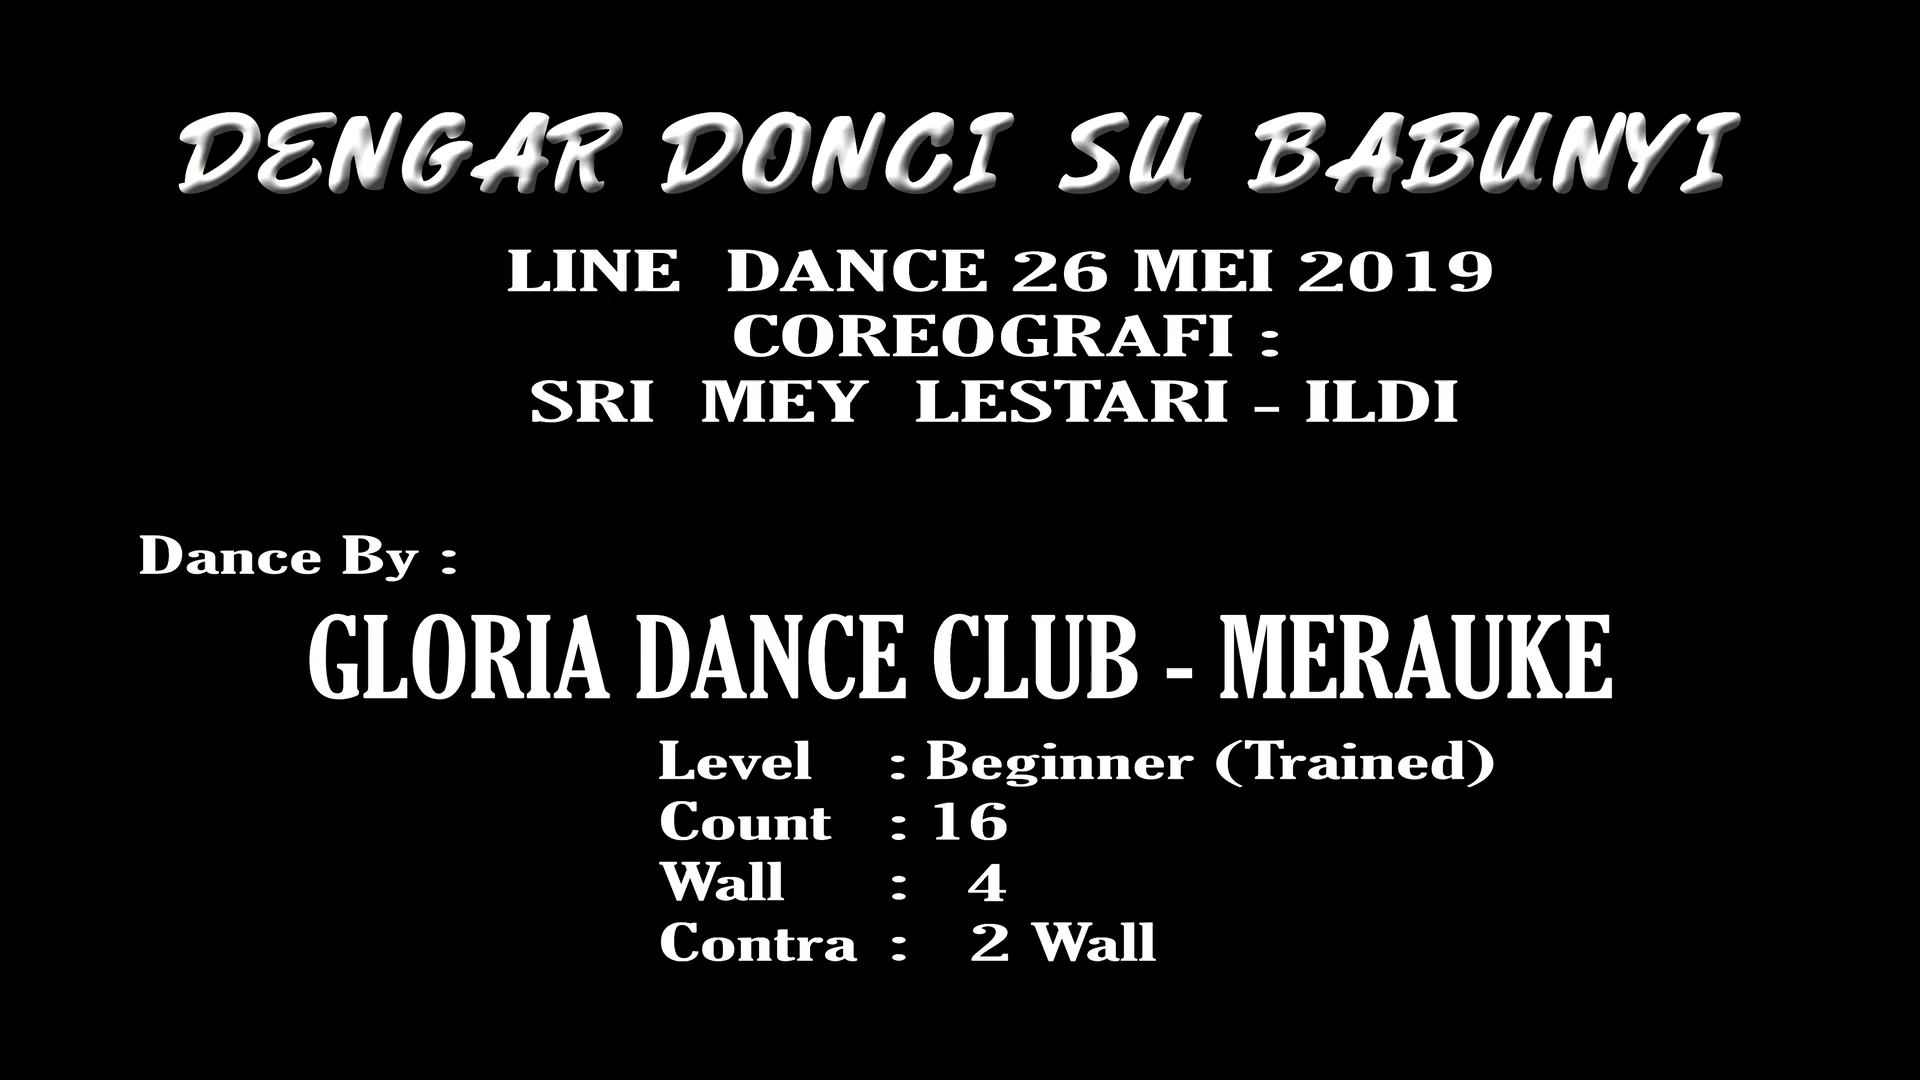 DENGAR DONCI SU BABUNYI
LINE DANCE 26 MEI 2019
COREOGRAFI :
SRI MEY LESTARI - ILDI
Dance By :
GLORIA DANCE CLUB - MERAUKE
Level : Beginner (Trained)
Count : 16
Wall : 4
Contra : 2 Wall